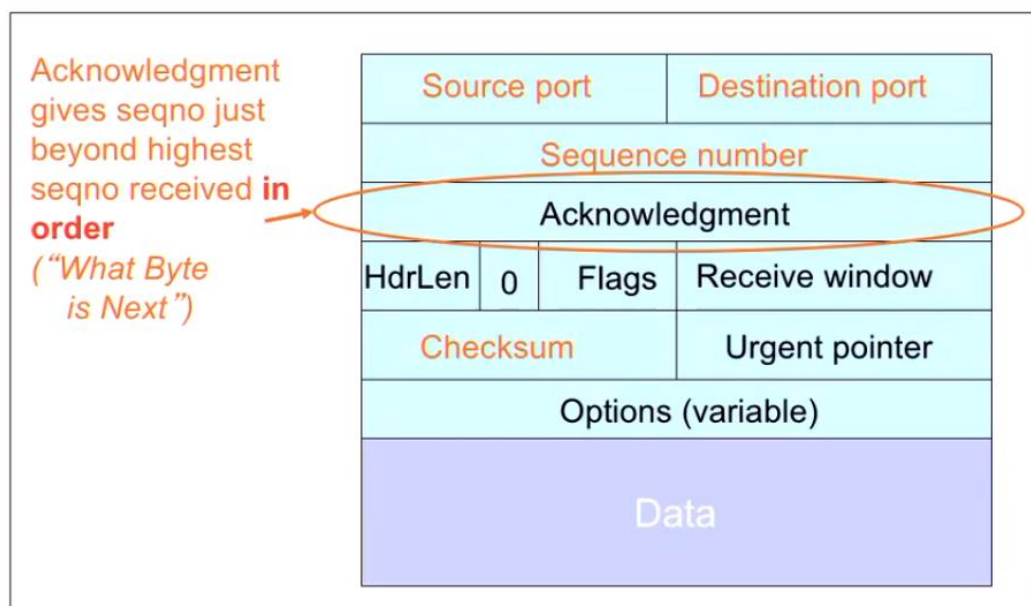 Acknowledgment
gives seqno just
beyond highest
seqno received in
order
(“What Byte
is Next”)
Source port
Destination port
Sequence number
Acknowledgment
HdrLen
0
Flags
Receive window
Checksum
Urgent pointer
Options (variable)
Data